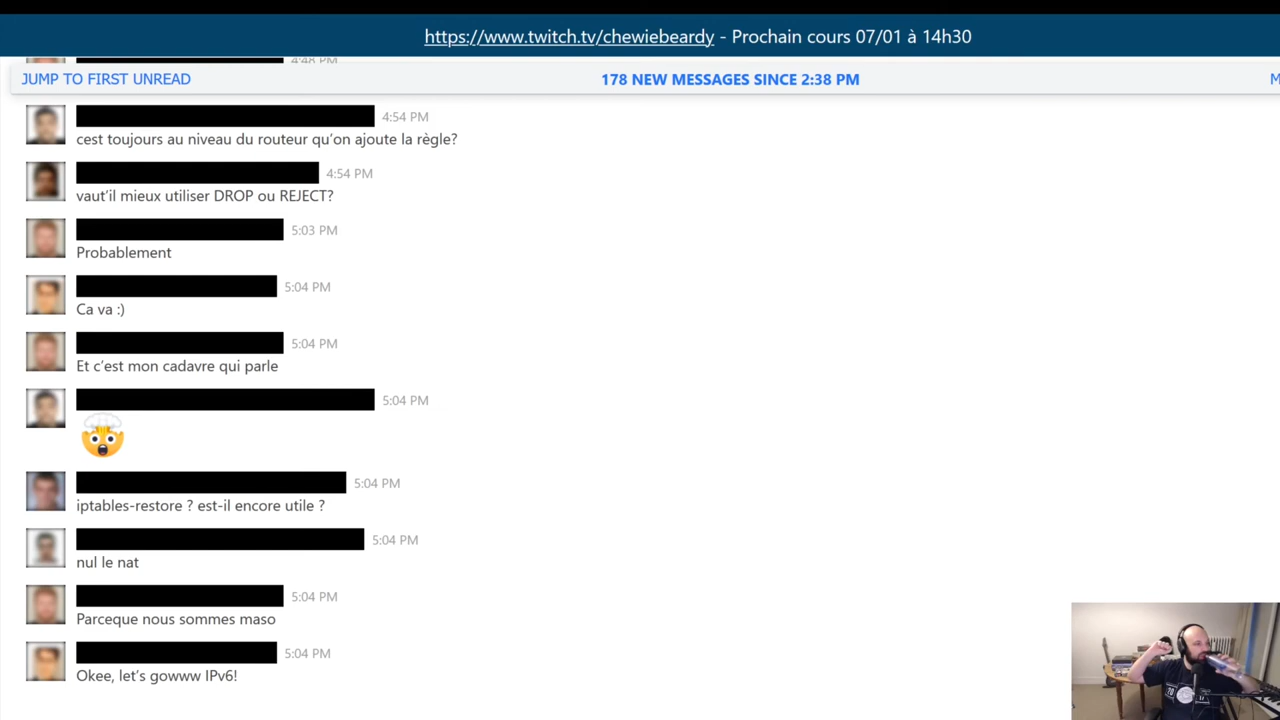 https://www.twitch.tv/chewiebeardy - Prochain cours 07/01 à 14h30
4:48 PM
JUMP TO FIRST UNREAD 178 NEW MESSAGES SINCE 2:38 PM M
4:54 PM
cest toujours au niveau du routeur qu’on ajoute la règle?
4:54 PM
vaut’il mieux utiliser DROP ou REJECT?
5:03 PM
Probablement
5:04 PM
Ca va :)
5:04 PM
Et c’est mon cadavre qui parle
5:04 PM
5:04 PM
iptables-restore ? est-il encore utile ?
5:04 PM
nul le nat
5:04 PM
Parceque nous sommes maso
5:04 PM
Okee, let’s gowww IPv6!